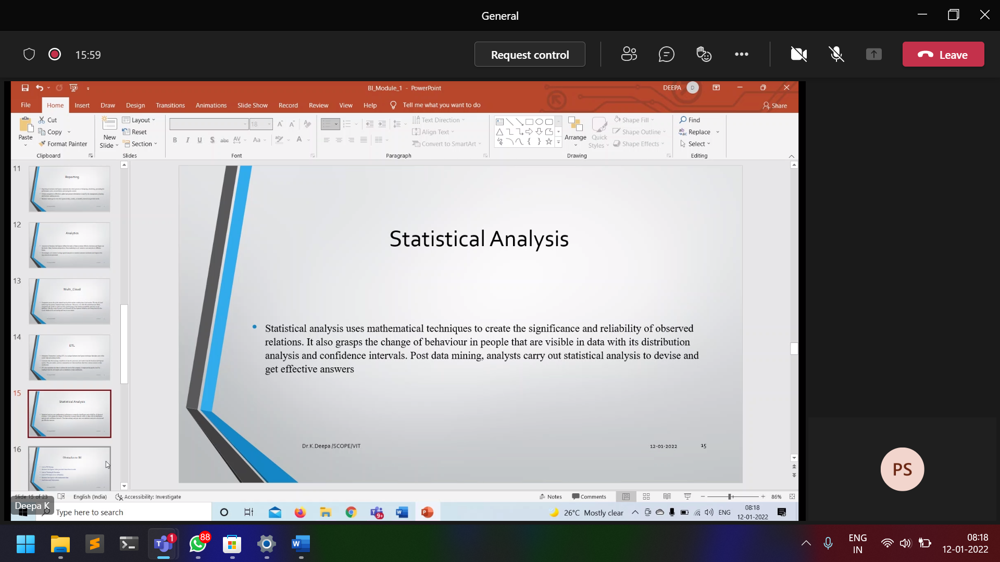 General
15:59
Request control
Leave
BI_Module_1 - PowerPoint
DEEPA
D
File
Home
Insert
Draw
Design
Transitions
Animations
Slide Show
Record
Review
View
Help
Tell me what you want to do
Share
Paste
Cut
Copy
Format Painter
Clipboard
New
Slide
Layout
Reset
Section
Slides
18
Font
Text Direction
Align Text
Convert to SmartArt
Paragraph
Arrange
Quick
Styles
Shape Fill
Shape Outline
Shape Effects
Drawing
Find
Replace
Select
Editing
11
Reporting
12
Analytics
13
Multi_Cloud
14
ETL
15
Statistical Analysis
16
Obstacles to BI
Statistical Analysis
• Statistical analysis uses mathematical techniques to create the significance and reliability of observed
relations. It also grasps the change of behaviour in people that are visible in data with its distribution
analysis and confidence intervals. Post data mining, analysts carry out statistical analysis to devise and
get effective answers
Dr.K.Deepa /SCOPE/VIT
12-01-2022
15
PS
Slide 15 of 23
English (India)
Accessibility: Investigate
Notes
Comments
86%
Deepa K
Type here to search
9+
26°C Mostly clear
ENG
08:18
12-01-2022
1
88
ENG
IN
08:18
12-01-2022